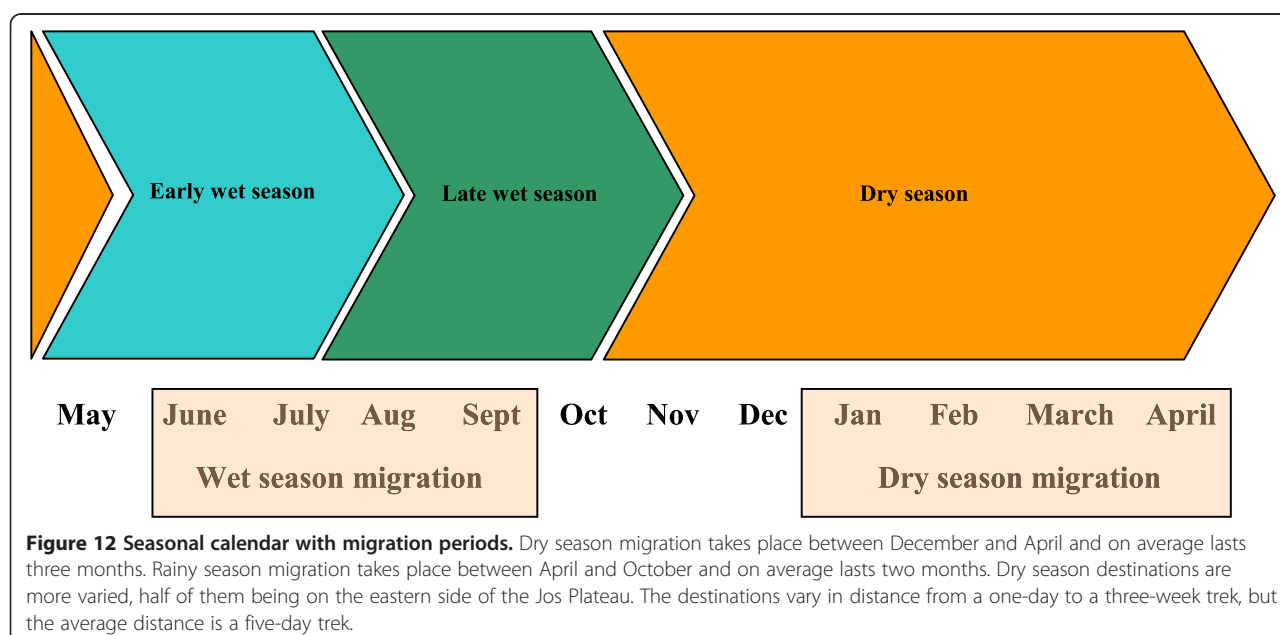 Early wet season
Late wet season
Dry season
May June July Aug Sept Oct Nov Dec Jan Feb March April
Wet season migration
Dry season migration
Figure 12 Seasonal calendar with migration periods. Dry season migration takes place between December and April and on average lasts
three months. Rainy season migration takes place between April and October and on average lasts two months. Dry season destinations are
more varied, half of them being on the eastern side of the Jos Plateau. The destinations vary in distance from a one-day to a three-week trek, but
the average distance is a five-day trek.